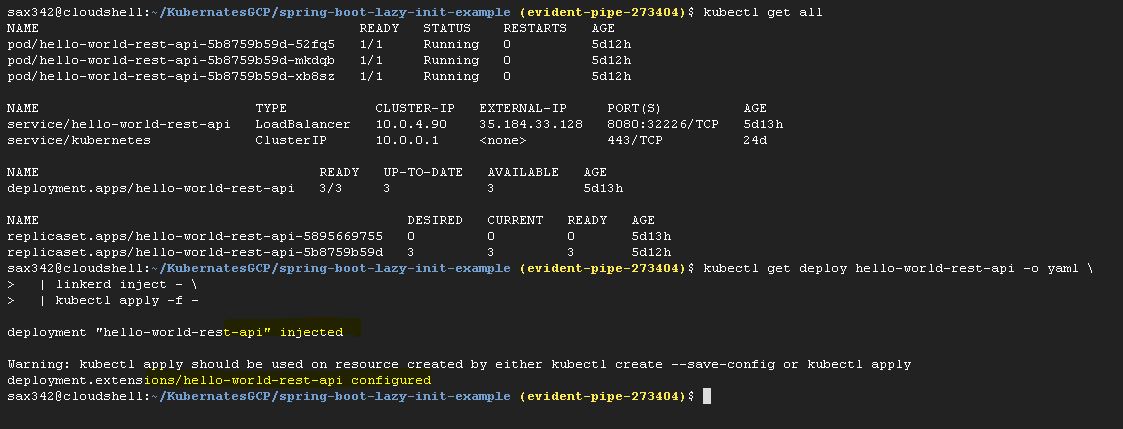 sax342@cloudshell:~/KubernatesGCP/spring-boot-lazy-init-example (evident-pipe-273404)$ kubectl get all
NAME READY STATUS RESTARTS AGE
pod/hello-world-rest-api-5b8759b59d-52fq5 1/1 Running 0 5d12h
pod/hello-world-rest-api-5b8759b59d-mkdqb 1/1 Running 0 5d12h
pod/hello-world-rest-api-5b8759b59d-xb8sz 1/1 Running 0 5d12h
NAME TYPE CLUSTER-IP EXTERNAL-IP PORT(S) AGE
service/hello-world-rest-api LoadBalancer 10.0.4.90 35.184.33.128 8080:32226/TCP 5d13h
service/kubernetes ClusterIP 10.0.0.1 <none> 443/TCP 24d
NAME READY UP-TO-DATE AVAILABLE AGE
deployment.apps/hello-world-rest-api 3/3 3 3 5d13h
NAME DESIRED CURRENT READY AGE
replicaset.apps/hello-world-rest-api-5895669755 0 0 0 5d13h
replicaset.apps/hello-world-rest-api-5b8759b59d 3 3 3 5d12h
sax342@cloudshell:~/KubernatesGCP/spring-boot-lazy-init-example (evident-pipe-273404)$ kubectl get deploy hello-world-rest-api -o yaml \
> | linkerd inject - \
> | kubectl apply -f -
deployment "hello-world-rest-api" injected
Warning: kubectl apply should be used on resource created by either kubectl create --save-config or kubectl apply
deployment.extensions/hello-world-rest-api configured
sax342@cloudshell:~/KubernatesGCP/spring-boot-lazy-init-example (evident-pipe-273404)$